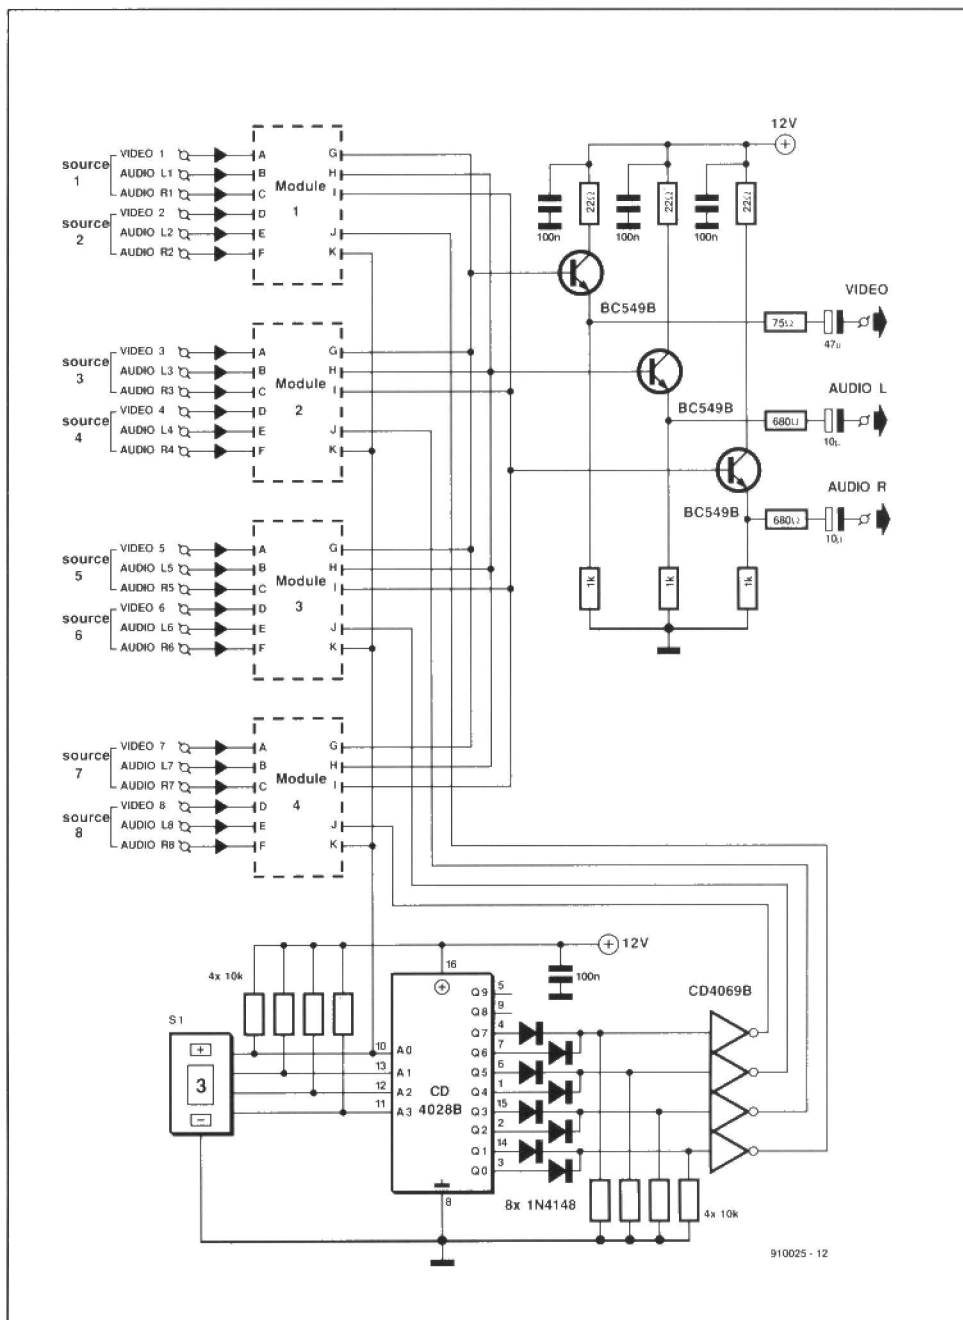 12V
source 1
VIDEO 1
AUDIO L1
AUDIO R1
source 2
VIDEO 2
AUDIO L2
AUDIO R2
A
B
C
D
E
F
Module 1
G
H
I
J
K
source 3
VIDEO 3
AUDIO L3
AUDIO R3
source 4
VIDEO 4
AUDIO L4
AUDIO R4
A
B
C
D
E
F
Module 2
G
H
I
J
K
source 5
VIDEO 5
AUDIO L5
AUDIO R5
source 6
VIDEO 6
AUDIO L6
AUDIO R6
A
B
C
D
E
F
Module 3
G
H
I
J
K
source 7
VIDEO 7
AUDIO L7
AUDIO R7
source 8
VIDEO 8
AUDIO L8
AUDIO R8
A
B
C
D
E
F
Module 4
G
H
I
J
K
100n
22Ω
100n
22Ω
100n
22Ω
BC549B
BC549B
BC549B
VIDEO
75Ω
47µ
AUDIO L
680Ω
10µ
AUDIO R
680Ω
10µ
1k
1k
1k
12V
100n
4x 10k
S1
+
3
−
16
10 A0
13 A1
12 A2
11 A3
CD
4028B
8
Q9 5
Q8 9
Q7 4
Q6 7
Q5 6
Q4 1
Q3 15
Q2 2
Q1 14
Q0 3
8x 1N4148
CD4069B
4x 10k
910025 - 12